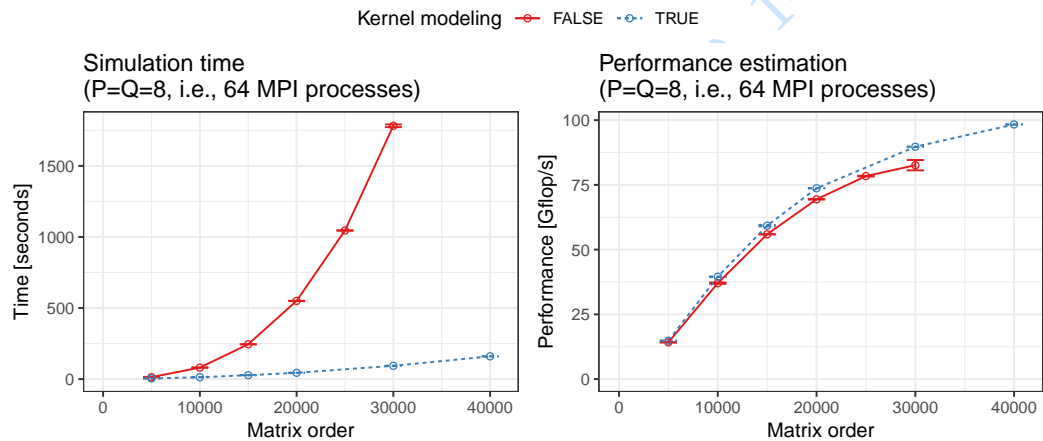 Kernel modeling FALSE TRUE
Simulation time
(P=Q=8, i.e., 64 MPI processes)
Time [seconds]
1500
1000
500
0
0 10000 20000 30000 40000
Matrix order
Performance estimation
(P=Q=8, i.e., 64 MPI processes)
Performance [Gflop/s]
100
75
50
25
0
0 10000 20000 30000 40000
Matrix order